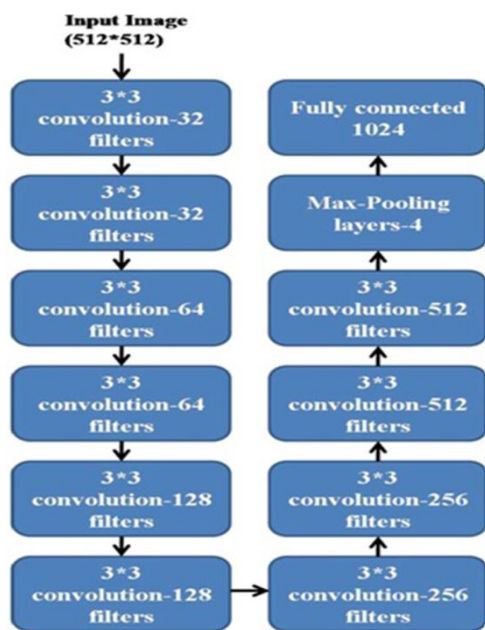 Input Image
(512*512)
3*3
convolution-32
filters
3*3
convolution-32
filters
3*3
convolution-64
filters
3*3
convolution-64
filters
3*3
convolution-128
filters
3*3
convolution-128
filters
3*3
convolution-256
filters
3*3
convolution-256
filters
3*3
convolution-512
filters
3*3
convolution-512
filters
Max-Pooling
layers-4
Fully connected
1024